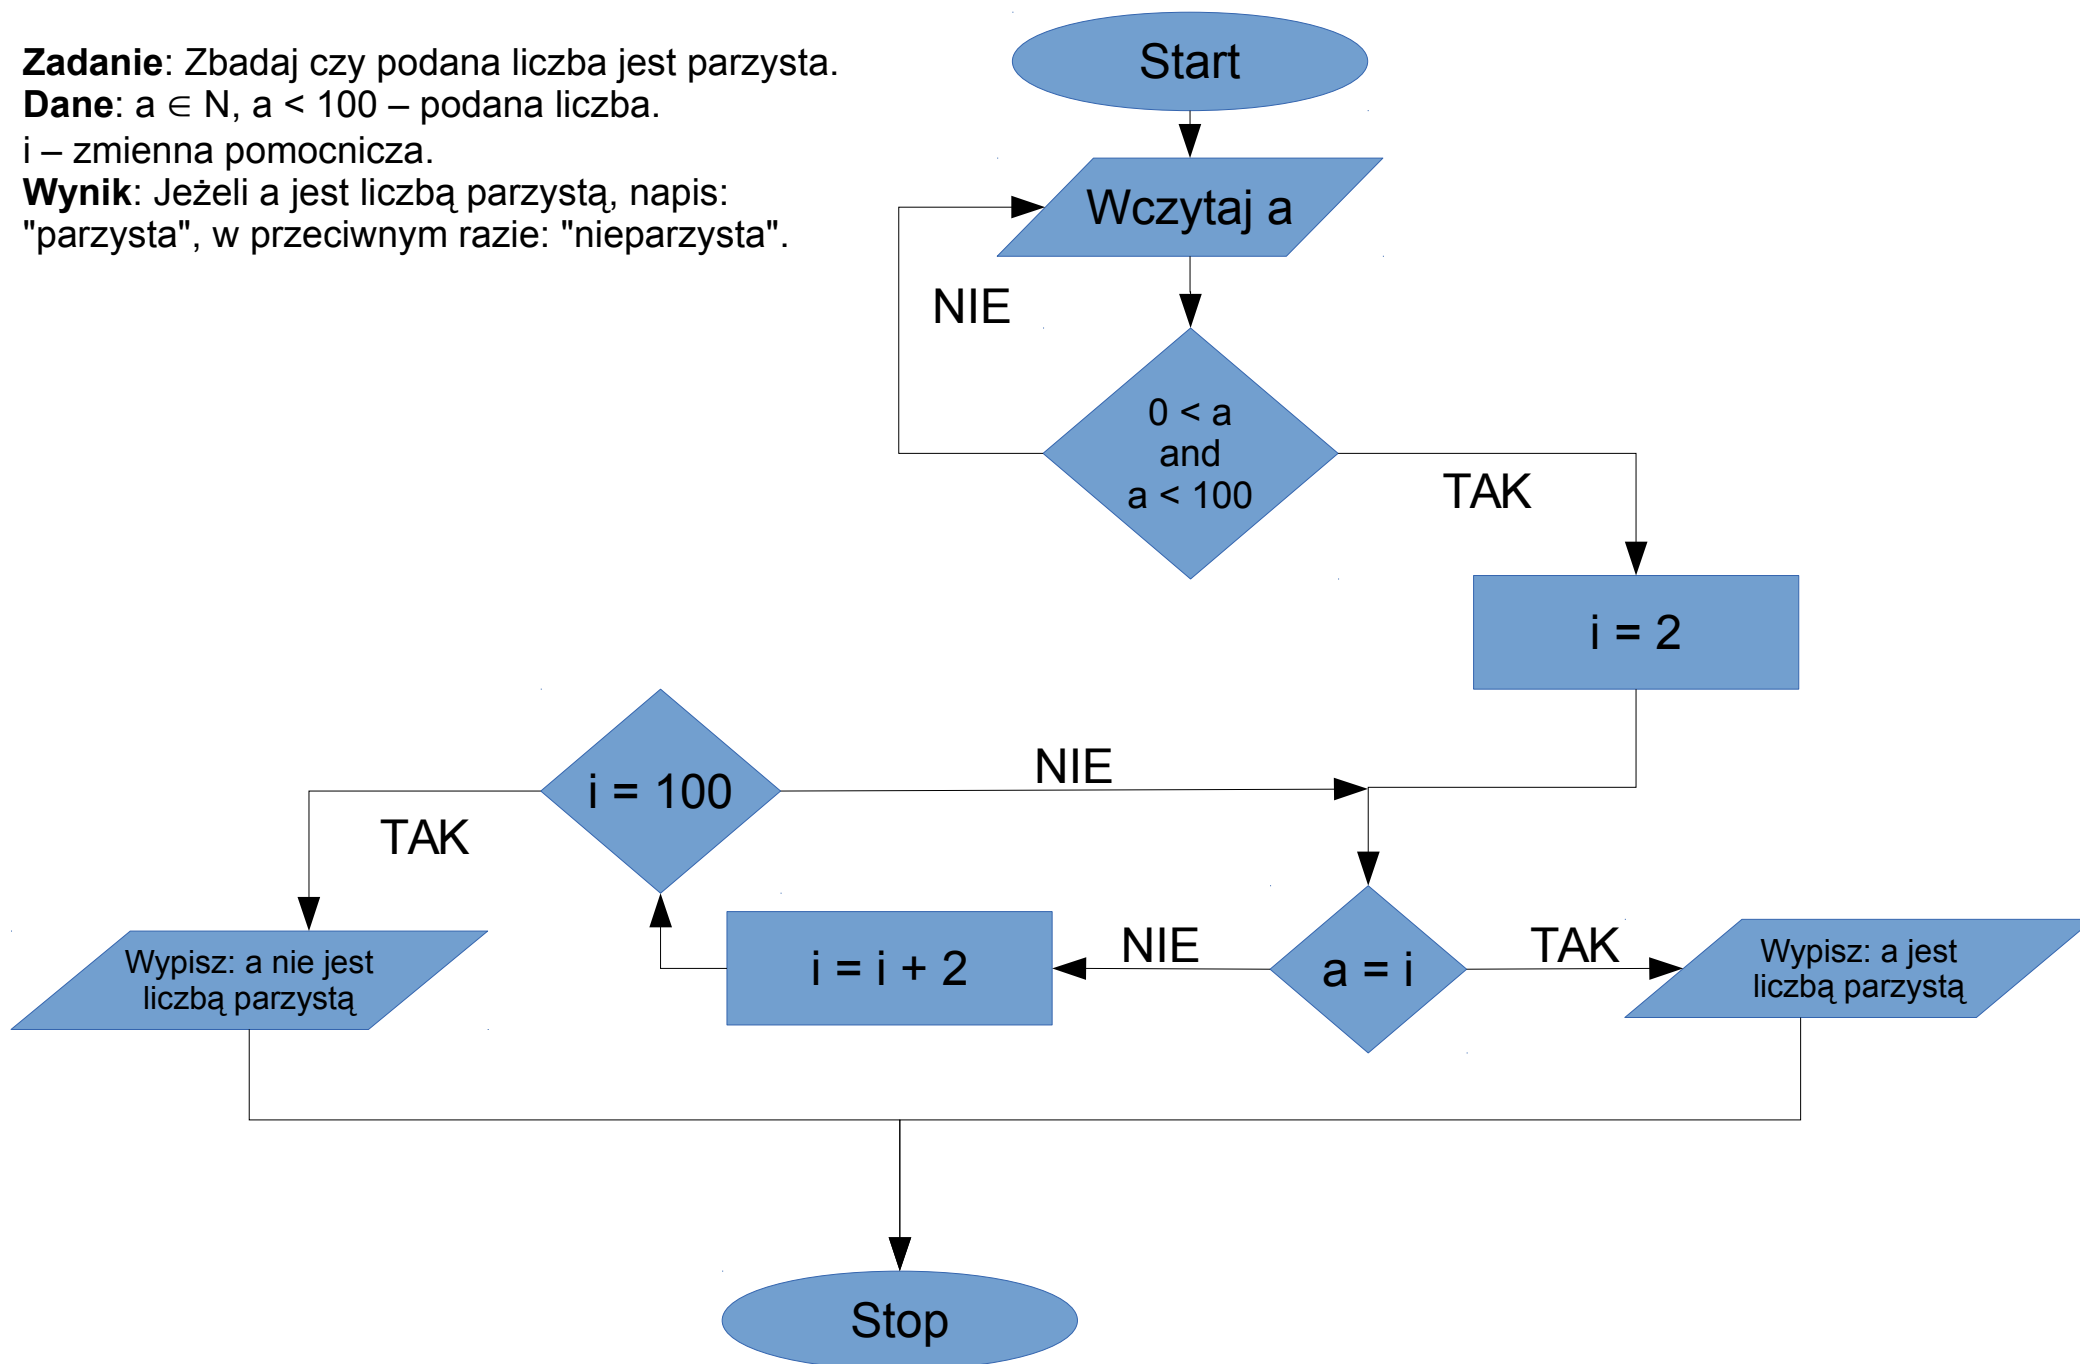 Zadanie: Zbadaj czy podana liczba jest parzysta.
Dane: a ∈ N, a < 100 – podana liczba.
i – zmienna pomocnicza.
Wynik: Jeżeli a jest liczbą parzystą, napis:
"parzysta", w przeciwnym razie: "nieparzysta".
Start
Wczytaj a
NIE
0 < a
and
a < 100
TAK
i = 2
i = 100
NIE
TAK
Wypisz: a nie jest
liczbą parzystą
i = i + 2
NIE
a = i
TAK
Wypisz: a jest
liczbą parzystą
Stop